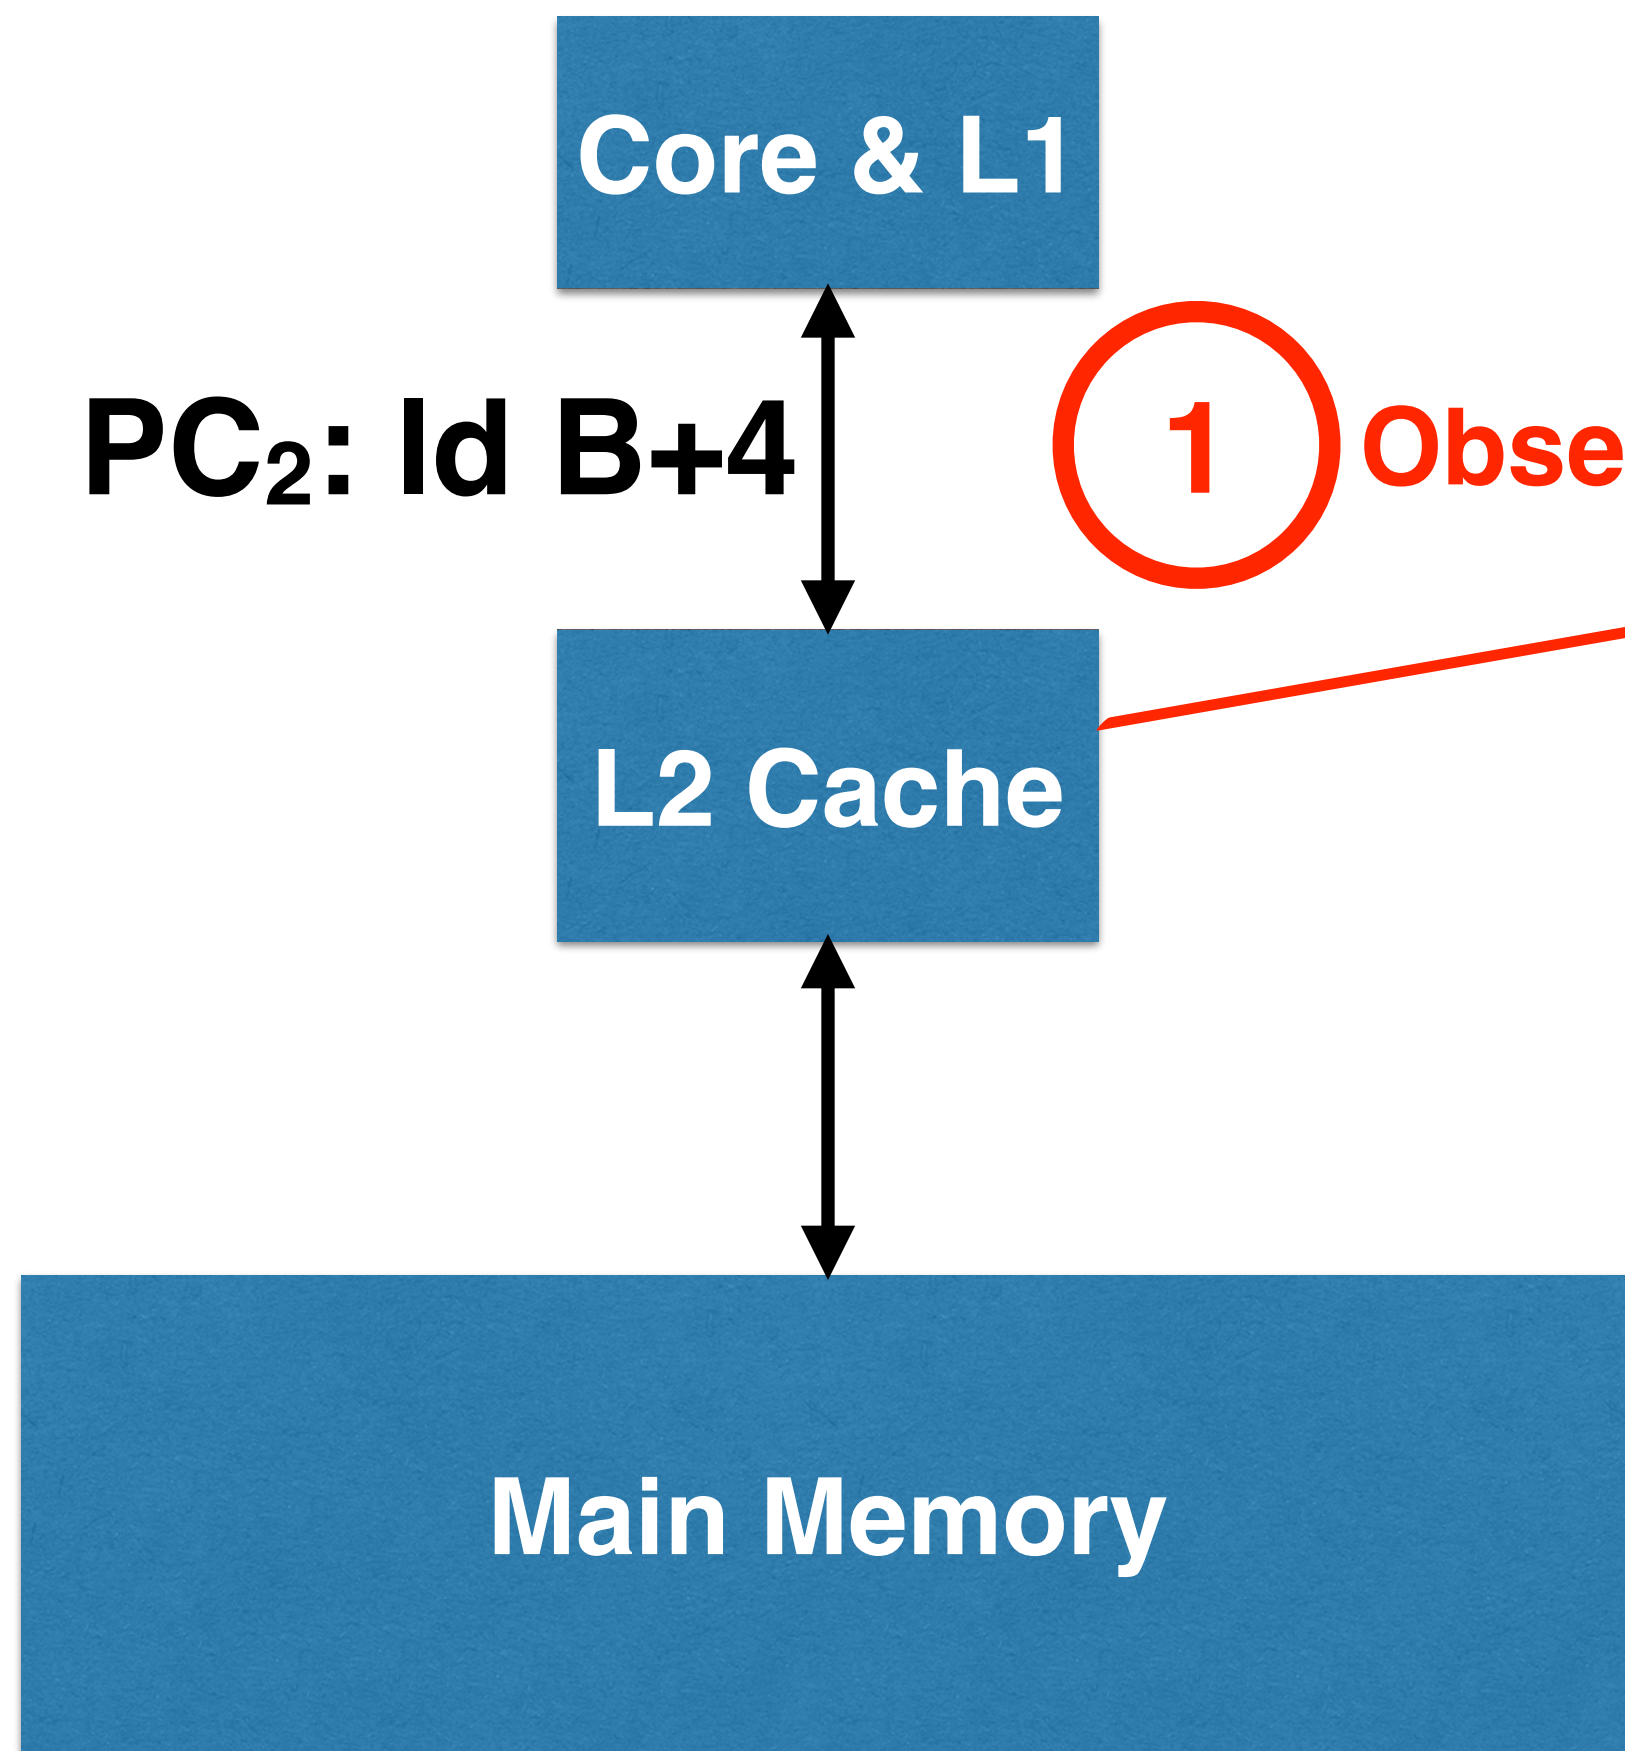 Core & L1
PC₂: ld B+4
1
Obse
L2 Cache
Main Memory